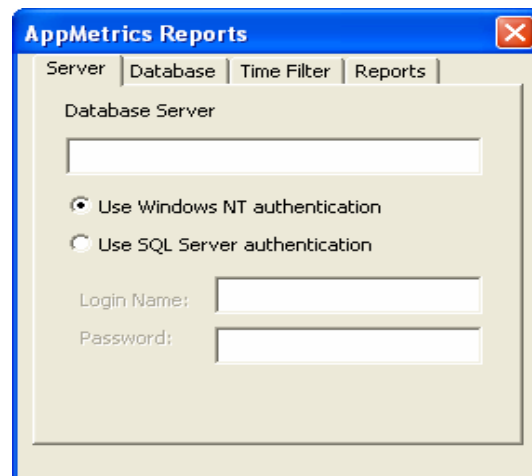 AppMetrics Reports
Server Database Time Filter Reports
Database Server
Use Windows NT authentication
Use SQL Server authentication
Login Name:
Password: